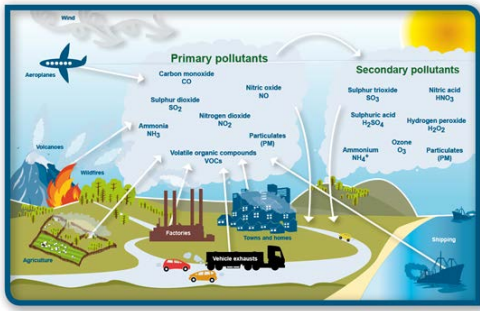 Wind
Primary pollutants
Secondary pollutants
Aeroplanes
Carbon monoxide
CO
Nitric oxide
NO
Sulphur dioxide
SO₂
Nitrogen dioxide
NO₂
Ammonia
NH₃
Particulates
(PM)
Volatile organic compounds
VOCs
Sulphur trioxide
SO₃
Nitric acid
HNO₃
Sulphuric acid
H₂SO₄
Hydrogen peroxide
H₂O₂
Ammonium
NH₄⁺
Ozone
O₃
Particulates
(PM)
Volcanoes
Wildfires
Agriculture
Factories
Towns and homes
Vehicle exhausts
Shipping